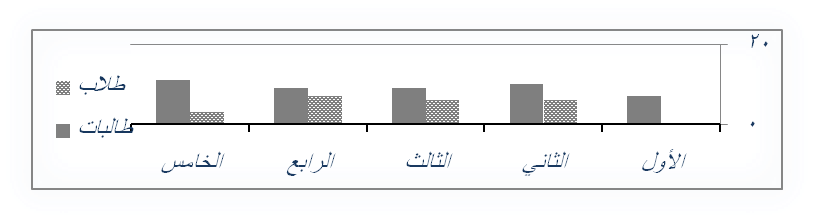 ٢٠
٠
الأول
الثاني
الثالث
الرابع
الخامس
طلاب
طالبات